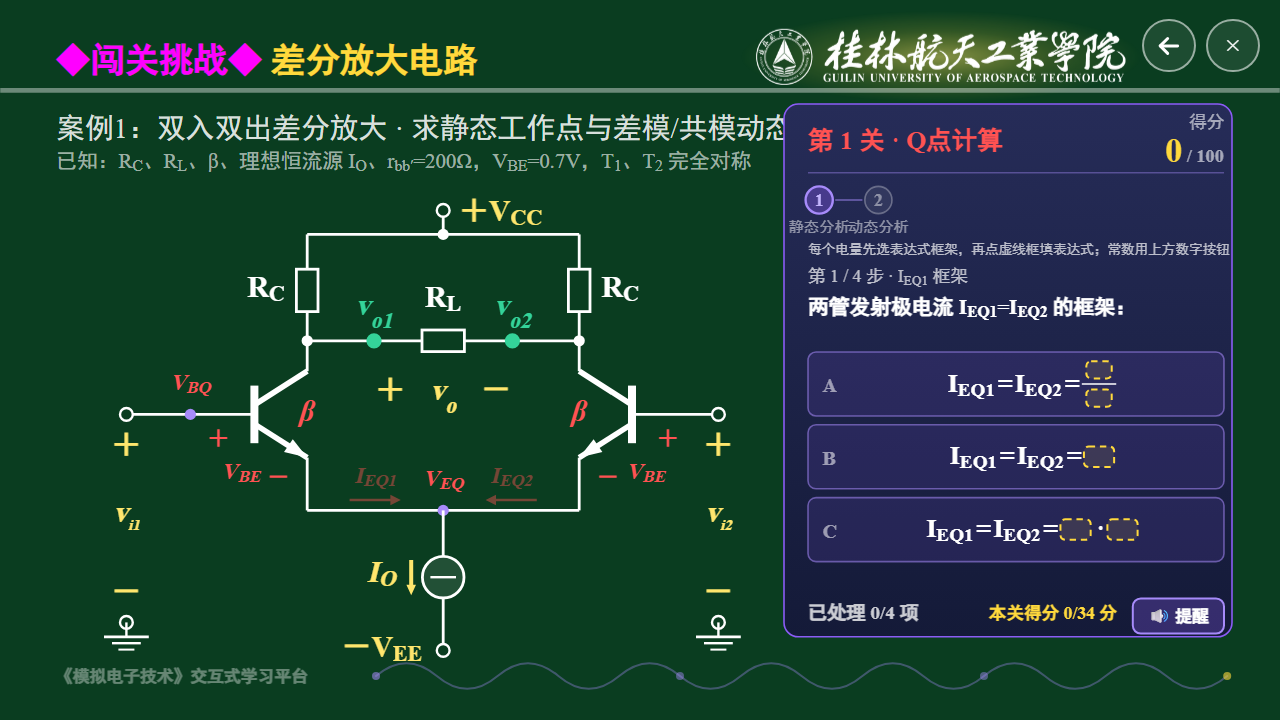 ◆闯关挑战◆ 差分放大电路
桂林航天工業學院
GUILIN UNIVERSITY OF AEROSPACE TECHNOLOGY
案例1：双入双出差分放大 · 求静态工作点与差模/共模动态
已知：RC、RL、β、理想恒流源 IO、rbb'=200Ω，VBE=0.7V，T1、T2 完全对称
+VCC
RC
RL
RC
vo1
vo2
VBQ
β
+ vo −
β
+
+
+
+
VBE −
IEQ1
VEQ
IEQ2
− VBE
vi1
vi2
IO
−
−
−VEE
《模拟电子技术》交互式学习平台
第 1 关 · Q点计算
得分
0 / 100
1
2
静态分析
动态分析
每个电量先选表达式框架，再点虚线框填表达式；常数用上方数字按钮
第 1 / 4 步 · IEQ1 框架
两管发射极电流 IEQ1=IEQ2 的框架：
A IEQ1=IEQ2=
B IEQ1=IEQ2=
C IEQ1=IEQ2= ·
已处理 0/4 项
本关得分 0/34 分
提醒